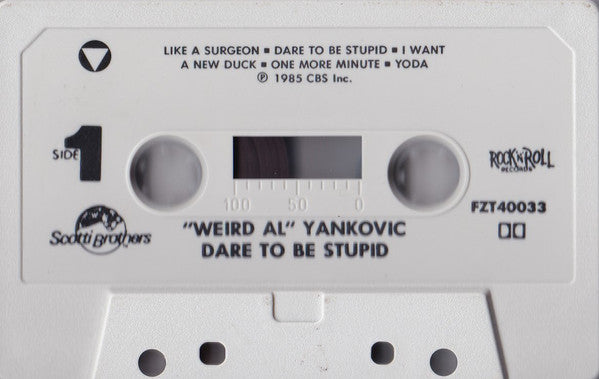 LIKE A SURGEON ■ DARE TO BE STUPID ■ I WANT
A NEW DUCK ■ ONE MORE MINUTE ■ YODA
℗ 1985 CBS Inc.
SIDE 1
ROCK 'N' ROLL
RECORDS
100 50 0
FZT40033
Scotti Brothers
"WEIRD AL" YANKOVIC
DARE TO BE STUPID